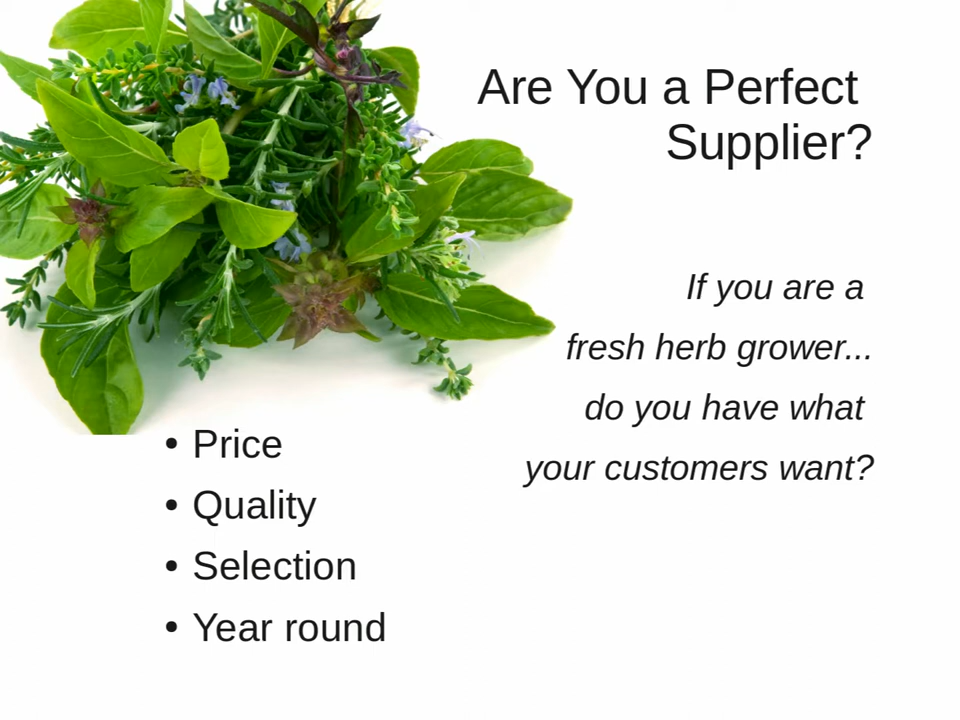 Are You a Perfect
Supplier?
If you are a
fresh herb grower...
do you have what
your customers want?
• Price
• Quality
• Selection
• Year round